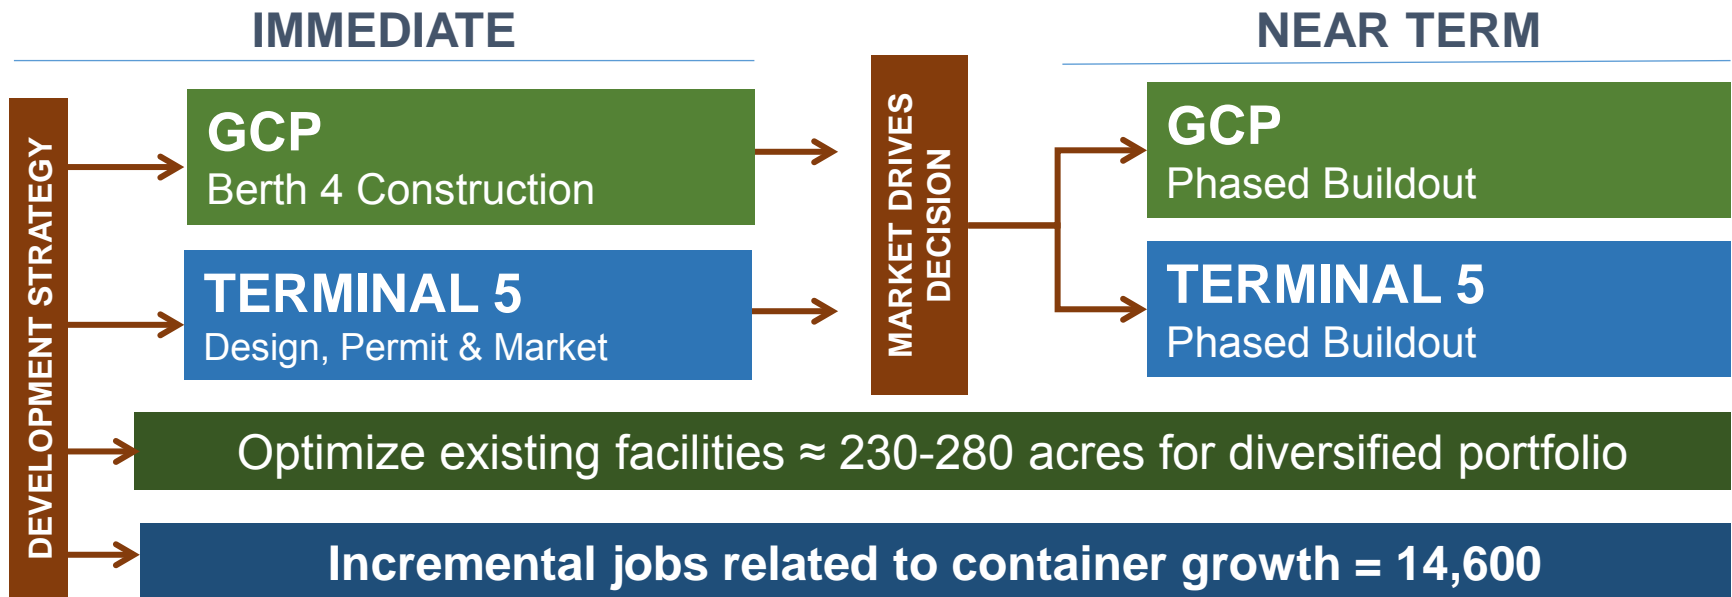 IMMEDIATE
NEAR TERM
DEVELOPMENT STRATEGY
GCP
Berth 4 Construction
TERMINAL 5
Design, Permit & Market
MARKET DRIVES
DECISION
GCP
Phased Buildout
TERMINAL 5
Phased Buildout
Optimize existing facilities ≈ 230-280 acres for diversified portfolio
Incremental jobs related to container growth = 14,600